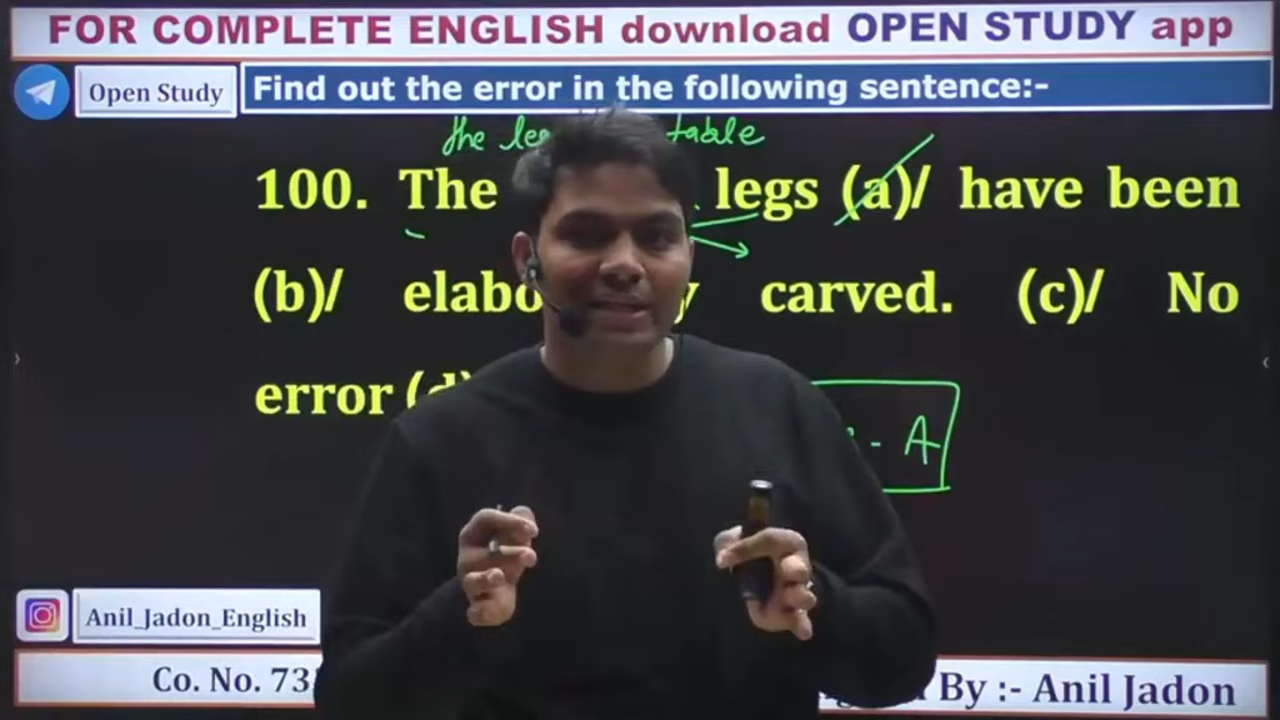 FOR COMPLETE ENGLISH download OPEN STUDY app
Open Study
Find out the error in the following sentence:-
the table
100. The legs (a)/ have been
(b)/ carved. (c)/ No
error
- A
Anil_Jadon_English
Co. No. 73
By :- Anil Jadon